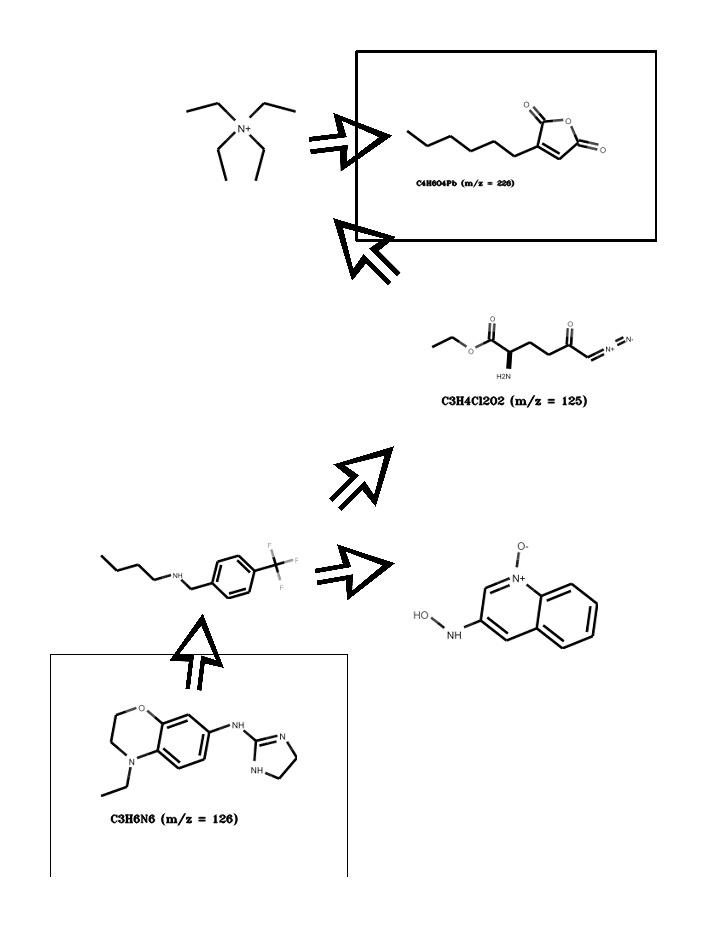 N+
O
O
O
C4H6O4Pb (m/z = 226)
O
O
O
N+
N-
H2N
C3H4Cl2O2 (m/z = 125)
F
F
F
NH
O-
N+
HO
NH
O
NH
N
N
NH
C3H6N6 (m/z = 126)